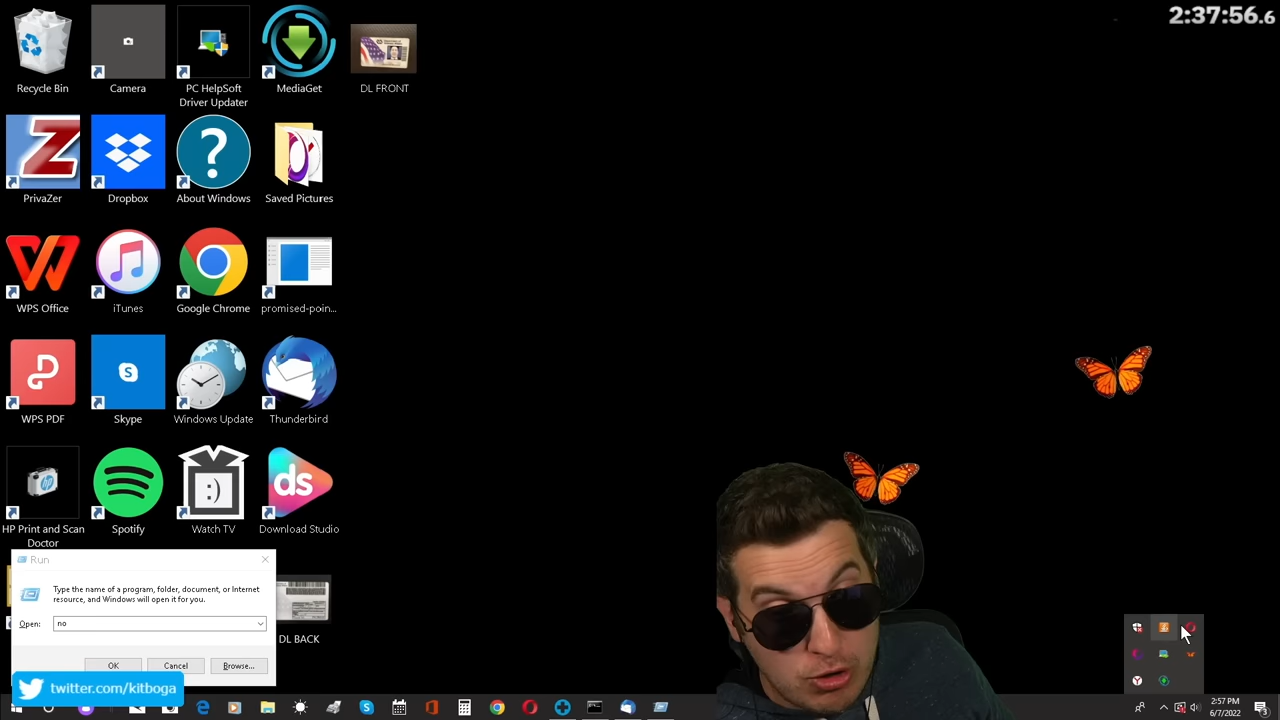 2:37:56.6
Recycle Bin
Camera
PC HelpSoft
Driver Updater
MediaGet
DL FRONT
PrivaZer
Dropbox
About Windows
Saved Pictures
WPS Office
iTunes
Google Chrome
promised-poin...
WPS PDF
Skype
Windows Update
Thunderbird
HP Print and Scan
Doctor
Spotify
Watch TV
Download Studio
ds
:)
DL BACK
Run
Type the name of a program, folder, document, or Internet
resource, and Windows will open it for you.
Open: no
OK
Cancel
Browse...
twitter.com/kitboga
2:57 PM
6/7/2022